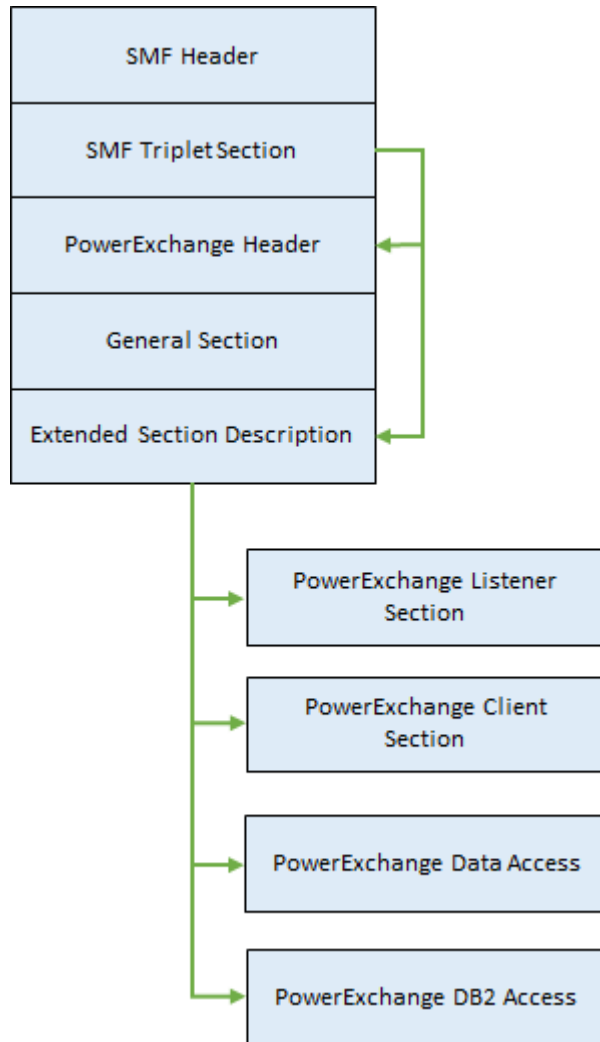 SMF Header
SMF Triplet Section
PowerExchange Header
General Section
Extended Section Description
PowerExchange Listener
Section
PowerExchange Client
Section
PowerExchange Data Access
PowerExchange DB2 Access